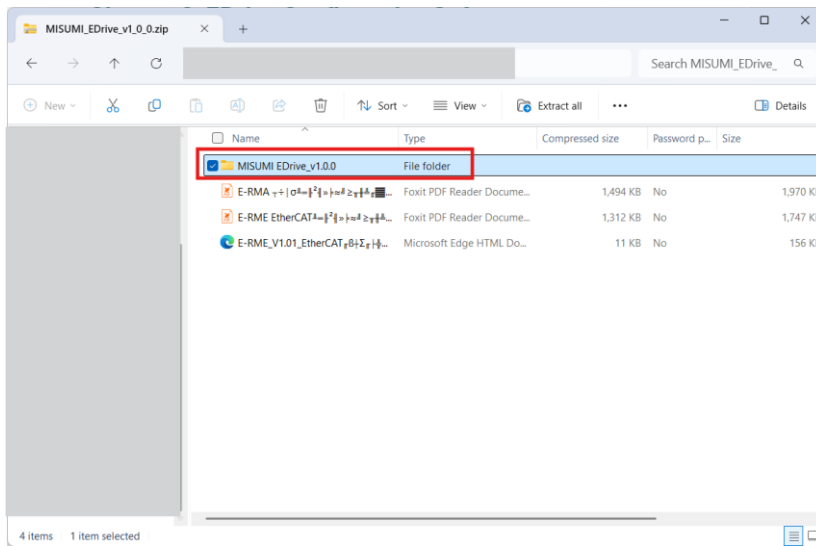 MISUMI_EDrive_v1_0_0.zip
Search MISUMI_EDrive_
New
Sort
View
Extract all
Details
Name Type Compressed size Password p... Size
MISUMI EDrive_v1.0.0 File folder
E-RMA Foxit PDF Reader Docume... 1,494 KB No 1,970 K
E-RME EtherCAT Foxit PDF Reader Docume... 1,312 KB No 1,747 K
E-RME_V1.01_EtherCAT Microsoft Edge HTML Do... 11 KB No 156 K
4 items 1 item selected